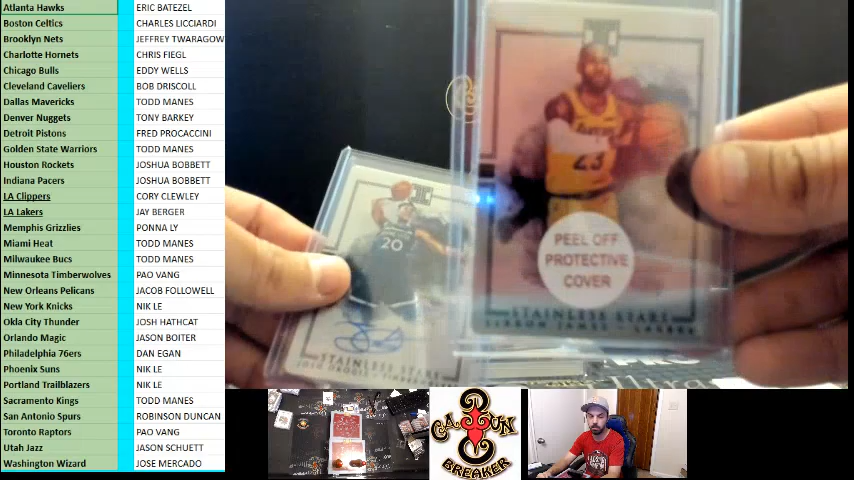 Atlanta Hawks ERIC BATEZEL
Boston Celtics CHARLES LICCIARDI
Brooklyn Nets JEFFREY TWARAGOW
Charlotte Hornets CHRIS FIEGL
Chicago Bulls EDDY WELLS
Cleveland Caveliers BOB DRISCOLL
Dallas Mavericks TODD MANES
Denver Nuggets TONY BARKEY
Detroit Pistons FRED PROCACCINI
Golden State Warriors TODD MANES
Houston Rockets JOSHUA BOBBETT
Indiana Pacers JOSHUA BOBBETT
LA Clippers CORY CLEWLEY
LA Lakers JAY BERGER
Memphis Grizzlies PONNA LY
Miami Heat TODD MANES
Milwaukee Bucs TODD MANES
Minnesota Timberwolves PAO VANG
New Orleans Pelicans JACOB FOLLOWELL
New York Knicks NIK LE
Okla City Thunder JOSH HATHCAT
Orlando Magic JASON BOITER
Philadelphia 76ers DAN EGAN
Phoenix Suns NIK LE
Portland Trailblazers NIK LE
Sacramento Kings TODD MANES
San Antonio Spurs ROBINSON DUNCAN
Toronto Raptors PAO VANG
Utah Jazz JASON SCHUETT
Washington Wizard JOSE MERCADO
23
PEEL OFF
PROTECTIVE
COVER
STAINLESS STARS
LEBRON JAMES - LAKERS
20
STAINLESS STARS
JOSH OKOGIE
CAJUN
BREAKER